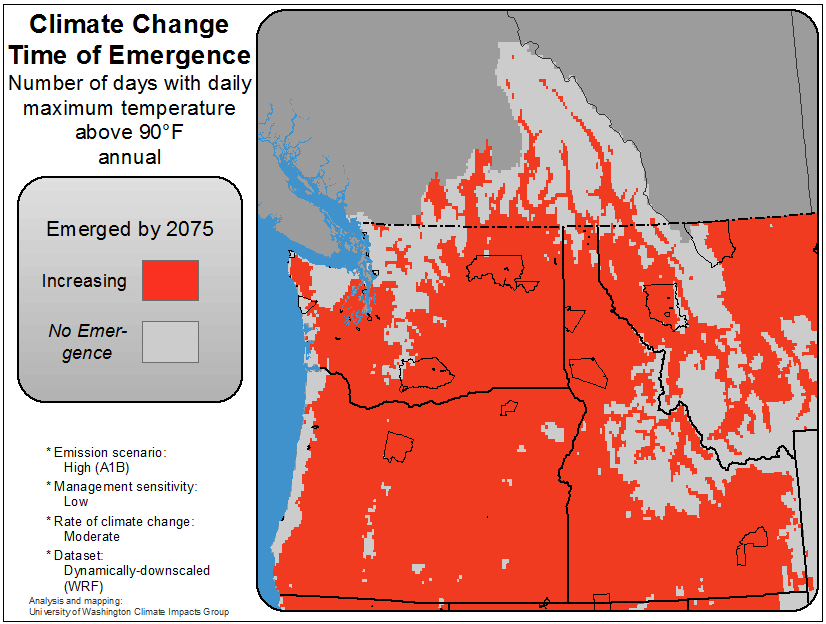 Climate Change
Time of Emergence
Number of days with daily
maximum temperature
above 90°F
annual
Emerged by 2075
Increasing
No Emer-
gence
* Emission scenario:
High (A1B)
* Management sensitivity:
Low
* Rate of climate change:
Moderate
* Dataset:
Dynamically-downscaled
(WRF)
Analysis and mapping:
University of Washington Climate Impacts Group